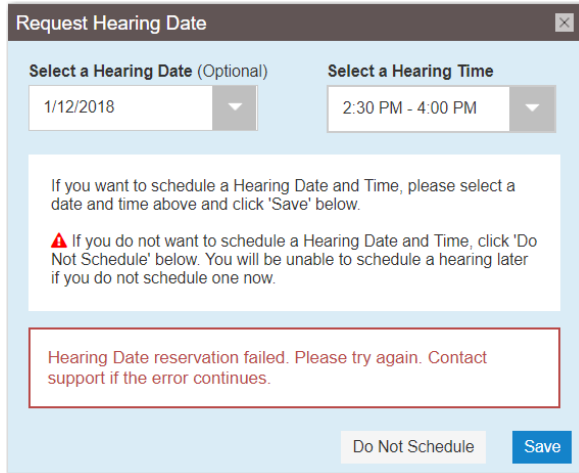 Request Hearing Date
Select a Hearing Date (Optional)
Select a Hearing Time
1/12/2018
2:30 PM - 4:00 PM
If you want to schedule a Hearing Date and Time, please select a
date and time above and click 'Save' below.
If you do not want to schedule a Hearing Date and Time, click 'Do
Not Schedule' below. You will be unable to schedule a hearing later
if you do not schedule one now.
Hearing Date reservation failed. Please try again. Contact
support if the error continues.
Do Not Schedule
Save